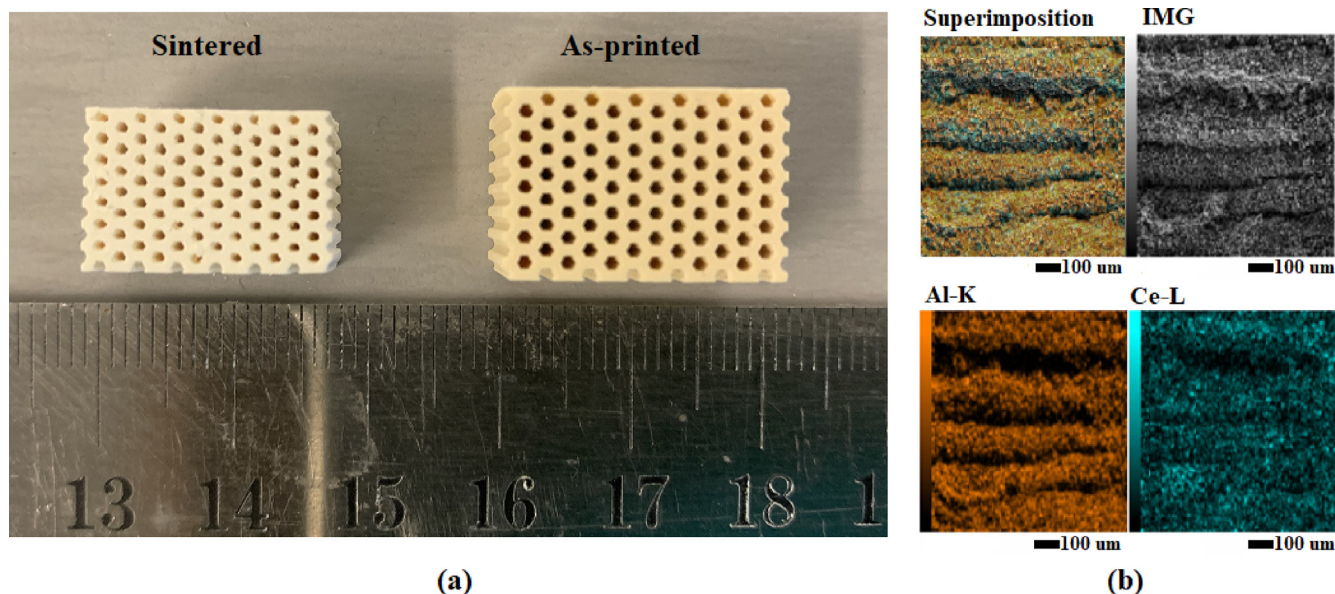 Sintered
As-printed
13 14 15 16 17 18 1
(a)
Superimposition
IMG
100 um
100 um
Al-K
Ce-L
100 um
100 um
(b)